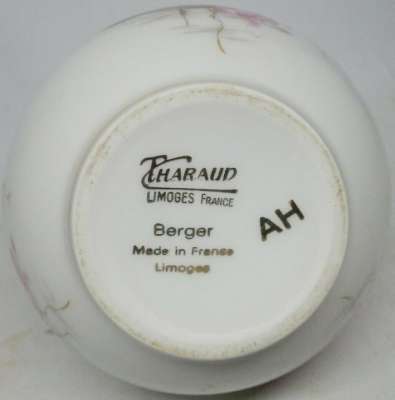 THARAUD
LIMOGES FRANCE
AH
Berger
Made in France
Limoges